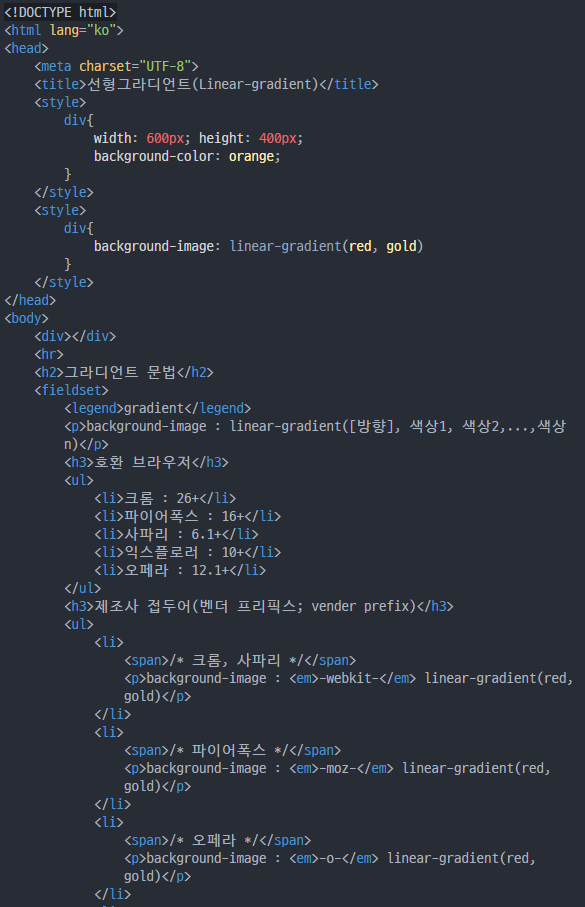 <!DOCTYPE html>
<html lang="ko">
<head>
    <meta charset="UTF-8">
    <title>선형그라디언트(Linear-gradient)</title>
    <style>
        div{
            width: 600px; height: 400px;
            background-color: orange;
        }
    </style>
    <style>
        div{
            background-image: linear-gradient(red, gold)
        }
    </style>
</head>
<body>
    <div></div>
    <hr>
    <h2>그라디언트 문법</h2>
    <fieldset>
        <legend>gradient</legend>
        <p>background-image : linear-gradient([방향], 색상1, 색상2,...,색상
        n)</p>
        <h3>호환 브라우저</h3>
        <ul>
            <li>크롬 : 26+</li>
            <li>파이어폭스 : 16+</li>
            <li>사파리 : 6.1+</li>
            <li>익스플로러 : 10+</li>
            <li>오페라 : 12.1+</li>
        </ul>
        <h3>제조사 접두어(벤더 프리픽스; vender prefix)</h3>
        <ul>
            <li>
                <span>/* 크롬, 사파리 */</span>
                <p>background-image : <em>-webkit-</em> linear-gradient(red,
                gold)</p>
            </li>
            <li>
                <span>/* 파이어폭스 */</span>
                <p>background-image : <em>-moz-</em> linear-gradient(red,
                gold)</p>
            </li>
            <li>
                <span>/* 오페라 */</span>
                <p>background-image : <em>-o-</em> linear-gradient(red,
                gold)</p>
            </li>